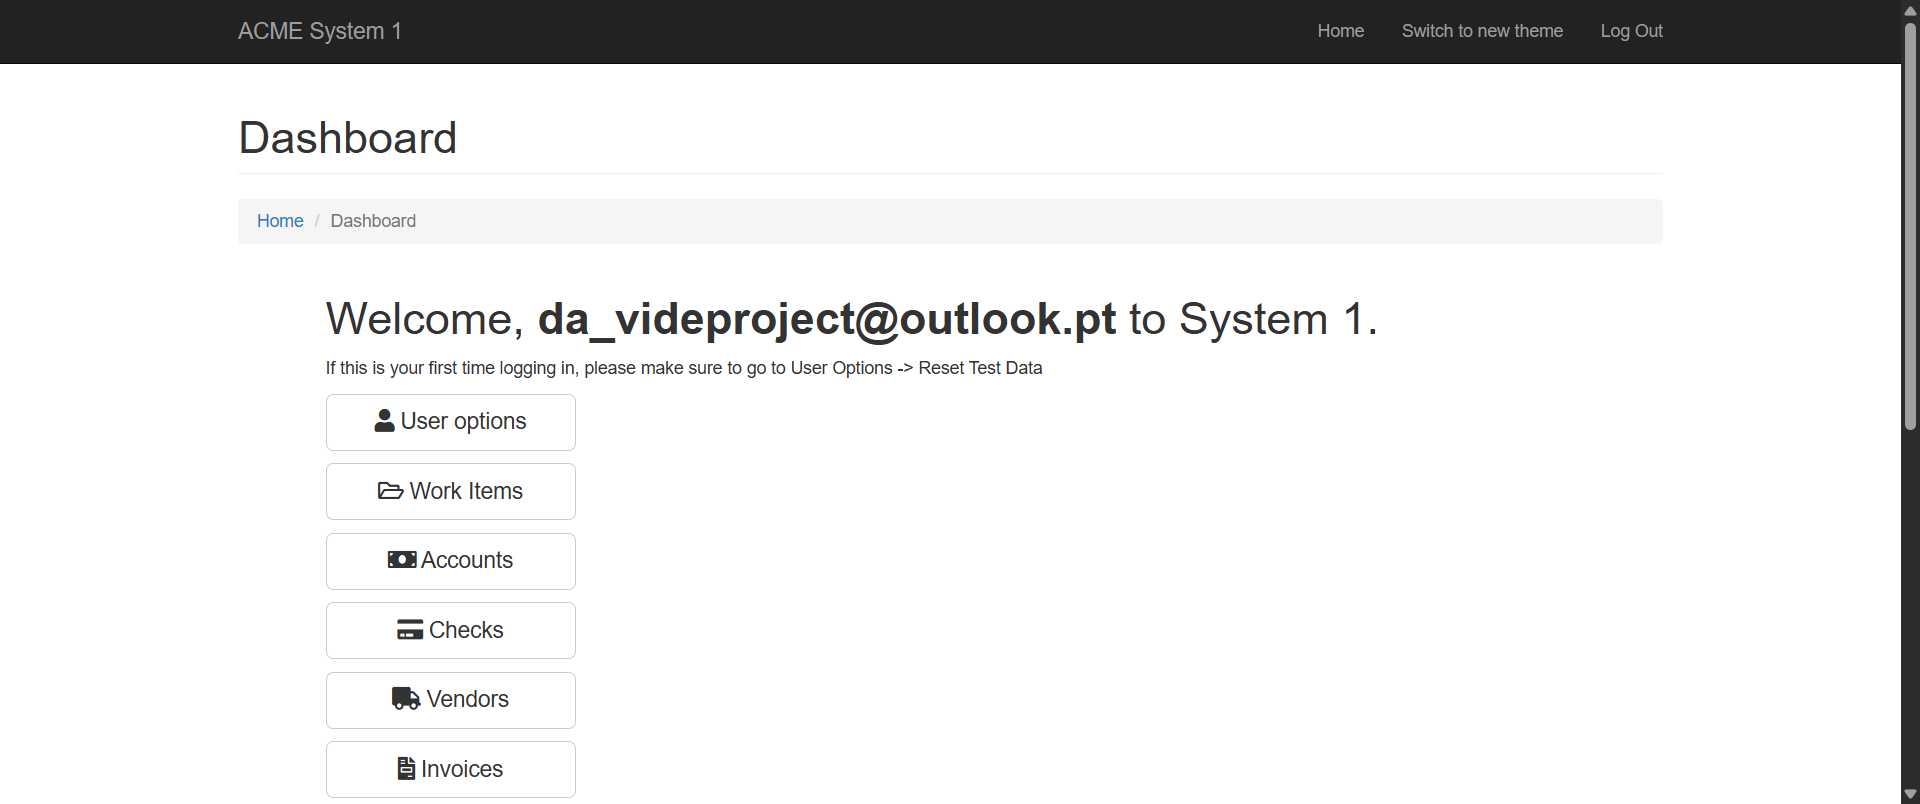 ACME System 1
Home Switch to new theme Log Out
Dashboard
Home / Dashboard
Welcome, da_videproject@outlook.pt to System 1.
If this is your first time logging in, please make sure to go to User Options -> Reset Test Data
User options
Work Items
Accounts
Checks
Vendors
Invoices